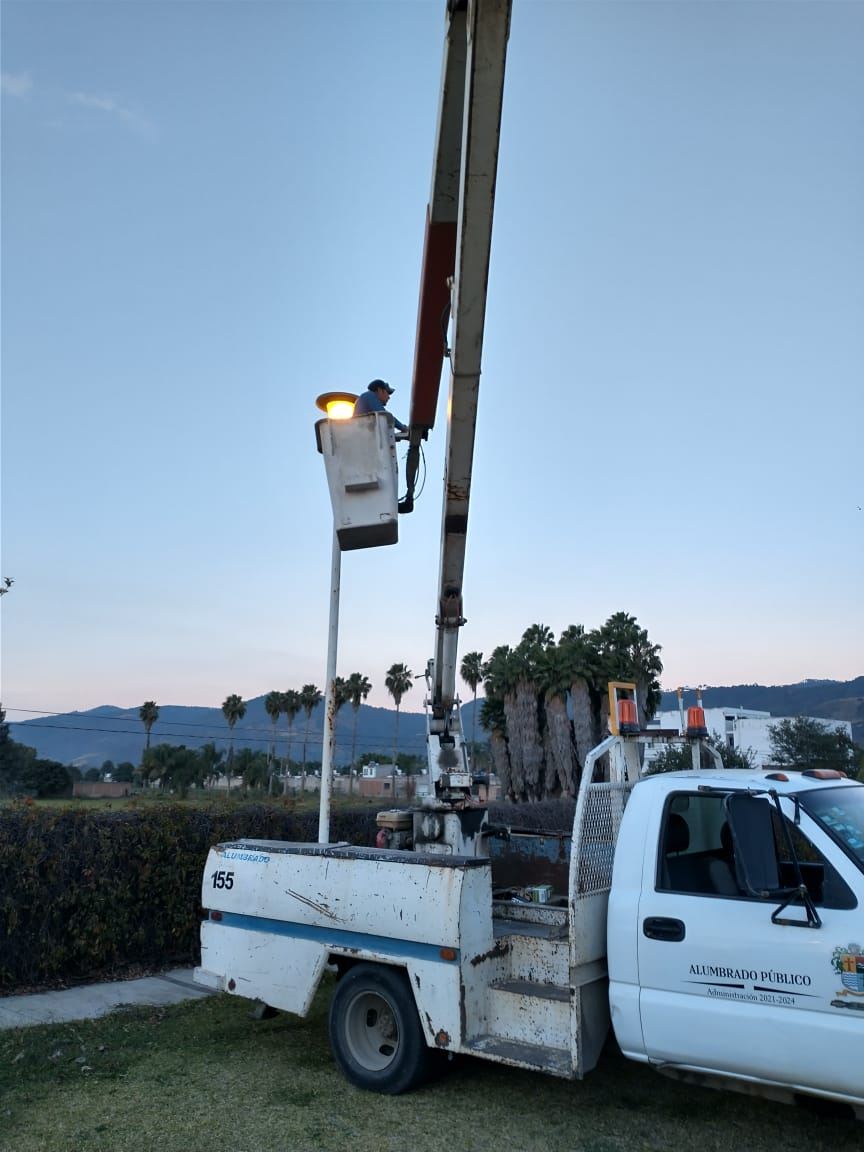 ALUMBRADO
155
ALUMBRADO PÚBLICO
Administración 2021-2024